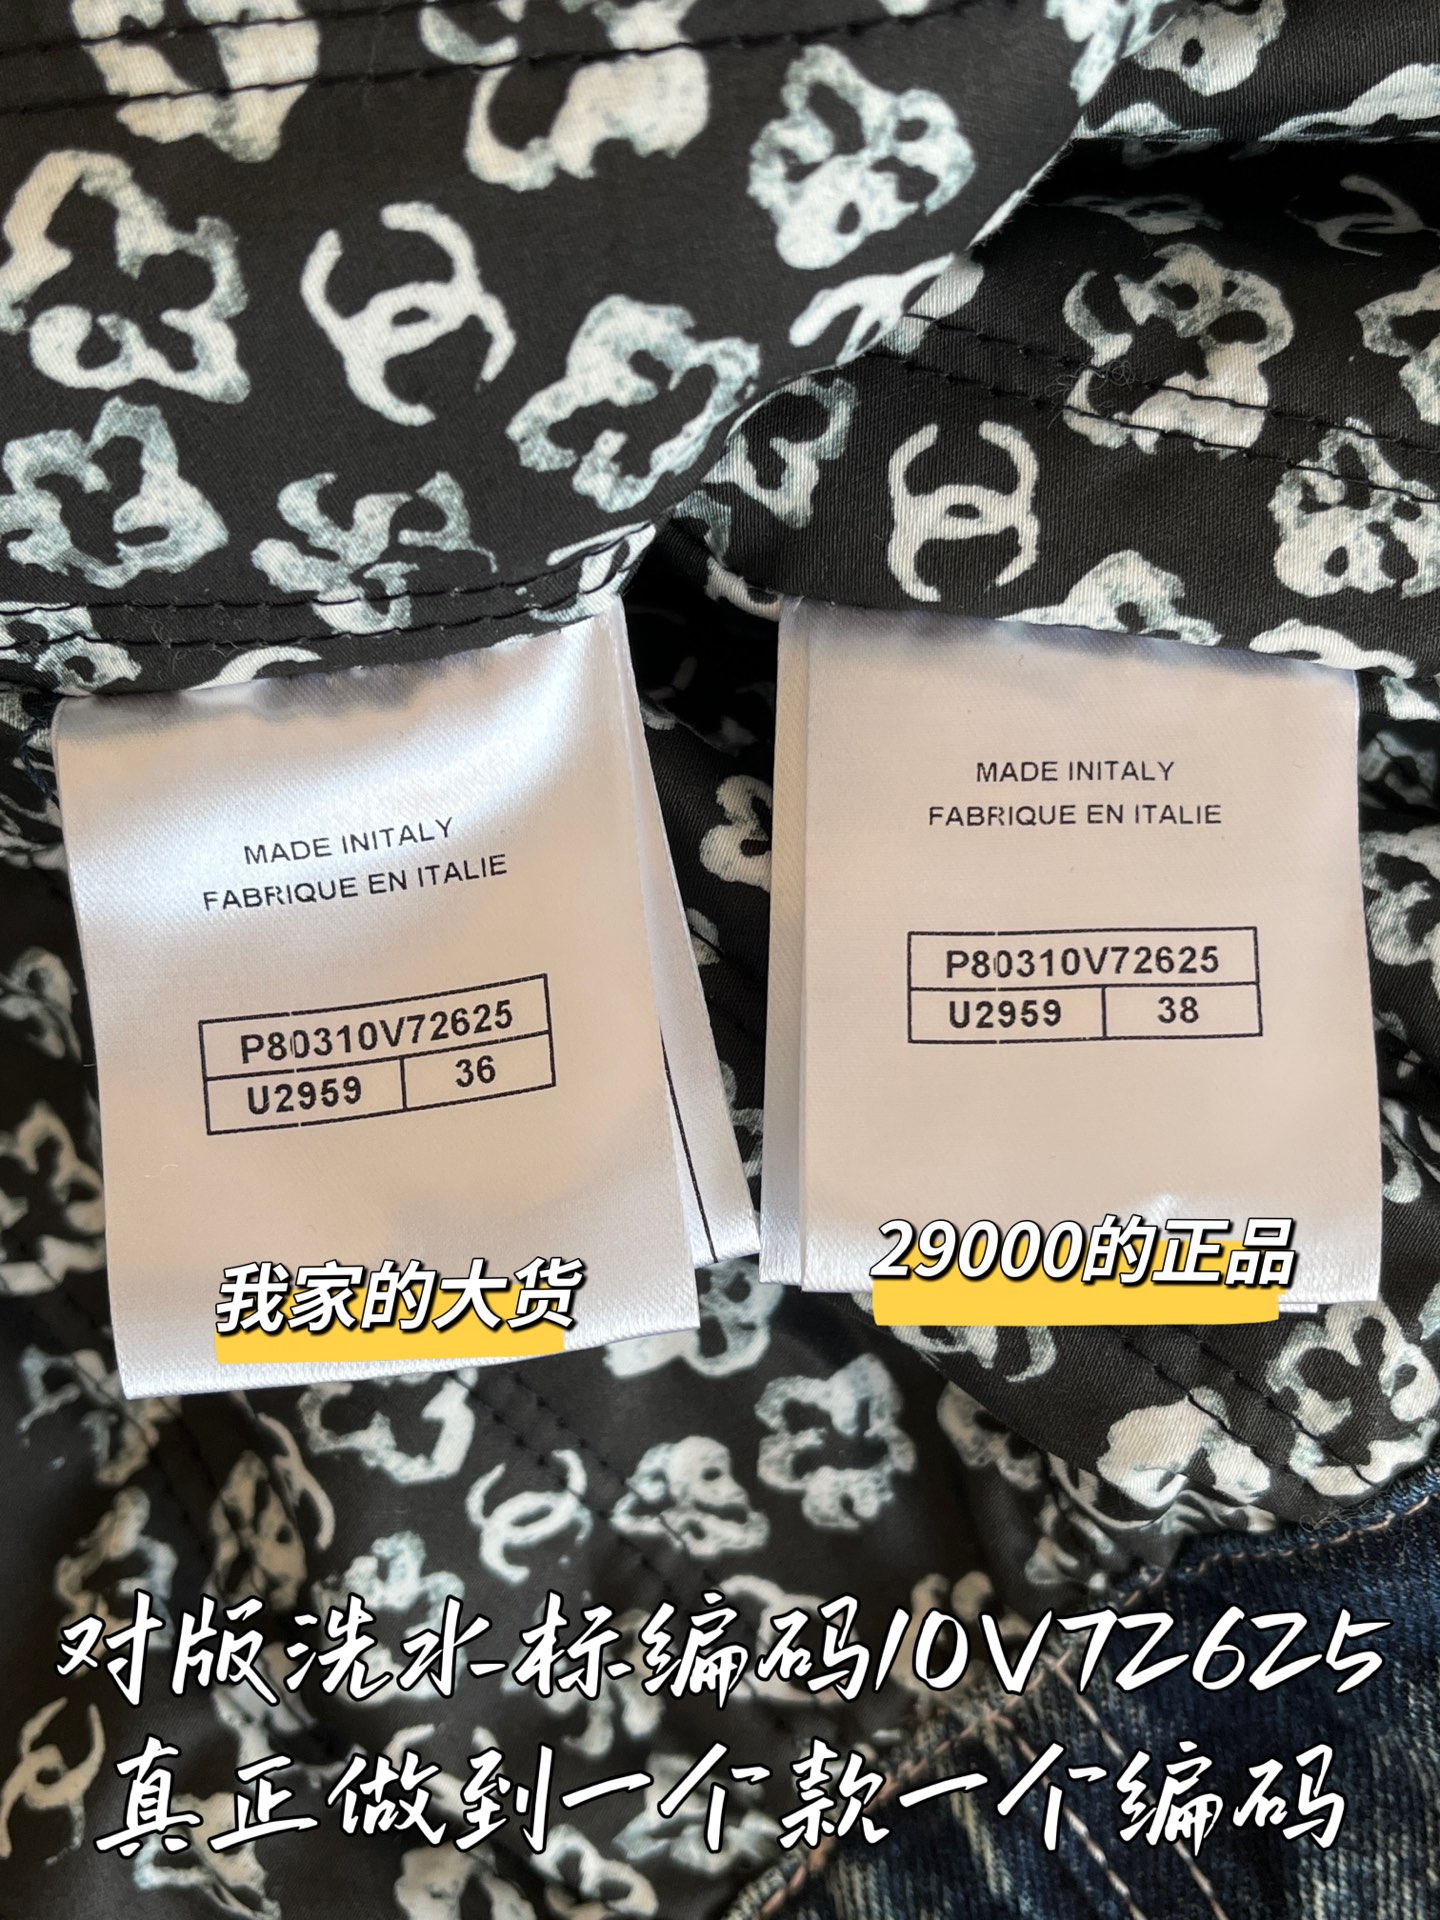 MADE INITALY
FABRIQUE EN ITALIE
P80310V72625
U2959 36
我家的大货
MADE INITALY
FABRIQUE EN ITALIE
P80310V72625
U2959 38
29000的正品
对版洗水标编码10V72625
真正做到一个款一个编码